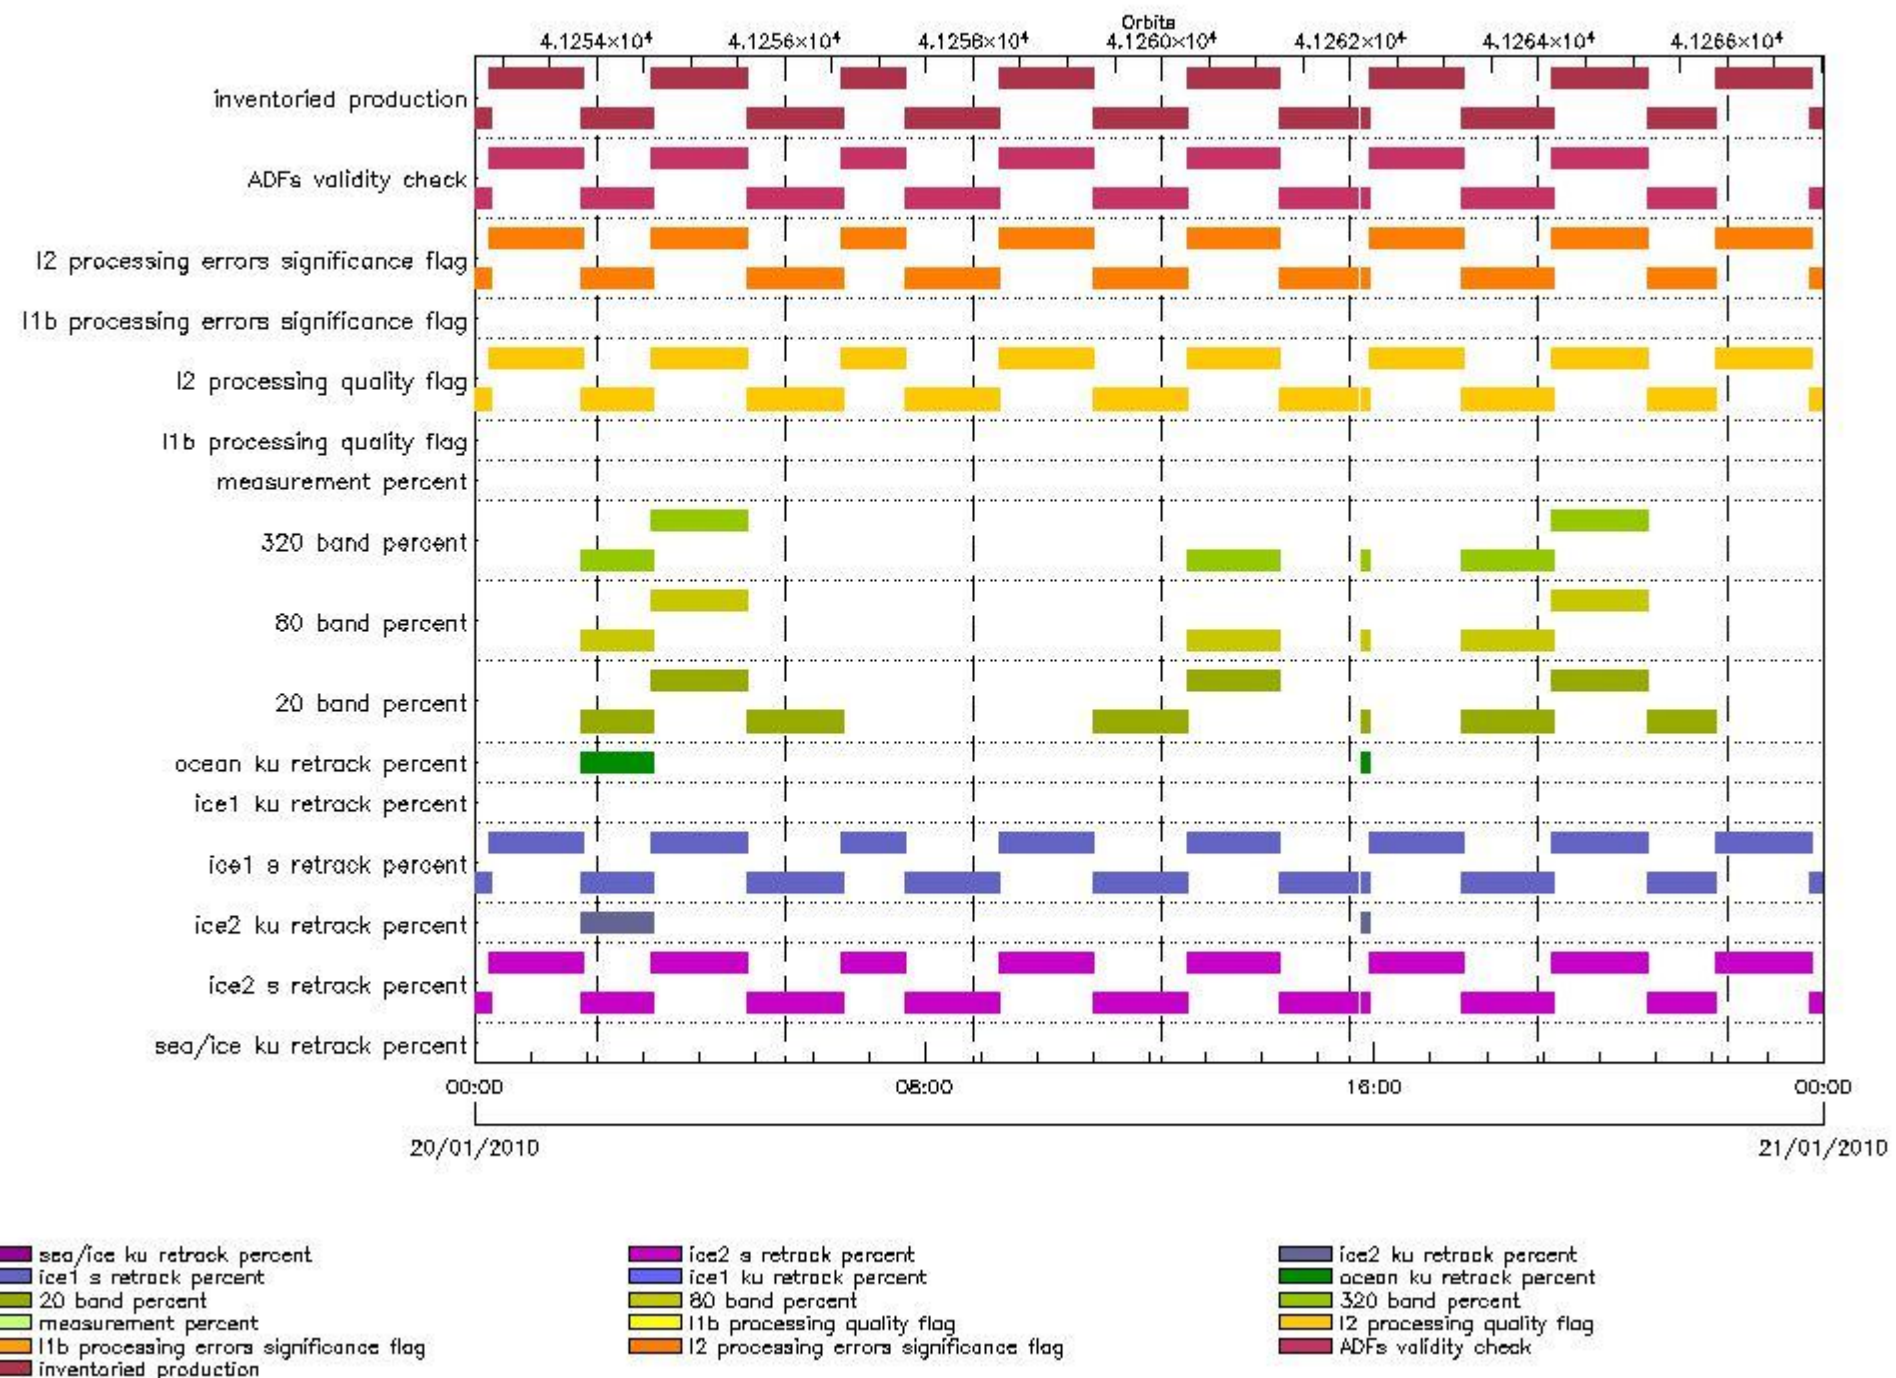 Orbits
4.1254×10⁴ 4.1256×10⁴ 4.1258×10⁴ 4.1260×10⁴ 4.1262×10⁴ 4.1264×10⁴ 4.1266×10⁴
inventoried production
ADFs validity check
l2 processing errors significance flag
l1b processing errors significance flag
l2 processing quality flag
l1b processing quality flag
measurement percent
320 band percent
80 band percent
20 band percent
ocean ku retrack percent
ice1 ku retrack percent
ice1 s retrack percent
ice2 ku retrack percent
ice2 s retrack percent
sea/ice ku retrack percent
00:00 08:00 16:00 00:00
20/01/2010 21/01/2010
sea/ice ku retrack percent ice2 s retrack percent ice2 ku retrack percent
ice1 s retrack percent ice1 ku retrack percent ocean ku retrack percent
20 band percent 80 band percent 320 band percent
measurement percent l1b processing quality flag l2 processing quality flag
l1b processing errors significance flag l2 processing errors significance flag ADFs validity check
inventoried production